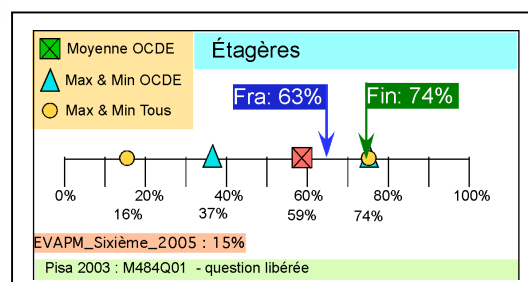 Moyenne OCDE
Étagères
Max & Min OCDE
Fra: 63%
Fin: 74%
Max & Min Tous
0%
20%
40%
60%
80%
100%
16%
37%
59%
74%
EVAPM_Sixième_2005 : 15%
Pisa 2003 : M484Q01 - question libérée